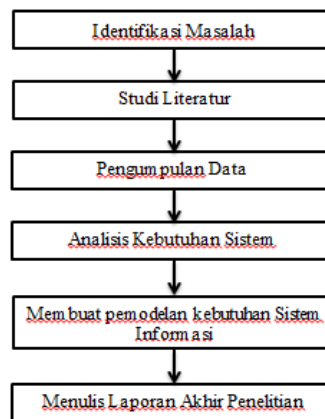 Identifikasi Masalah
Studi Literatur
Pengumpulan Data
Analisis Kebutuhan Sistem
Membuat pemodelan kebutuhan Sistem
Informasi
Menulis Laporan Akhir Penelitian